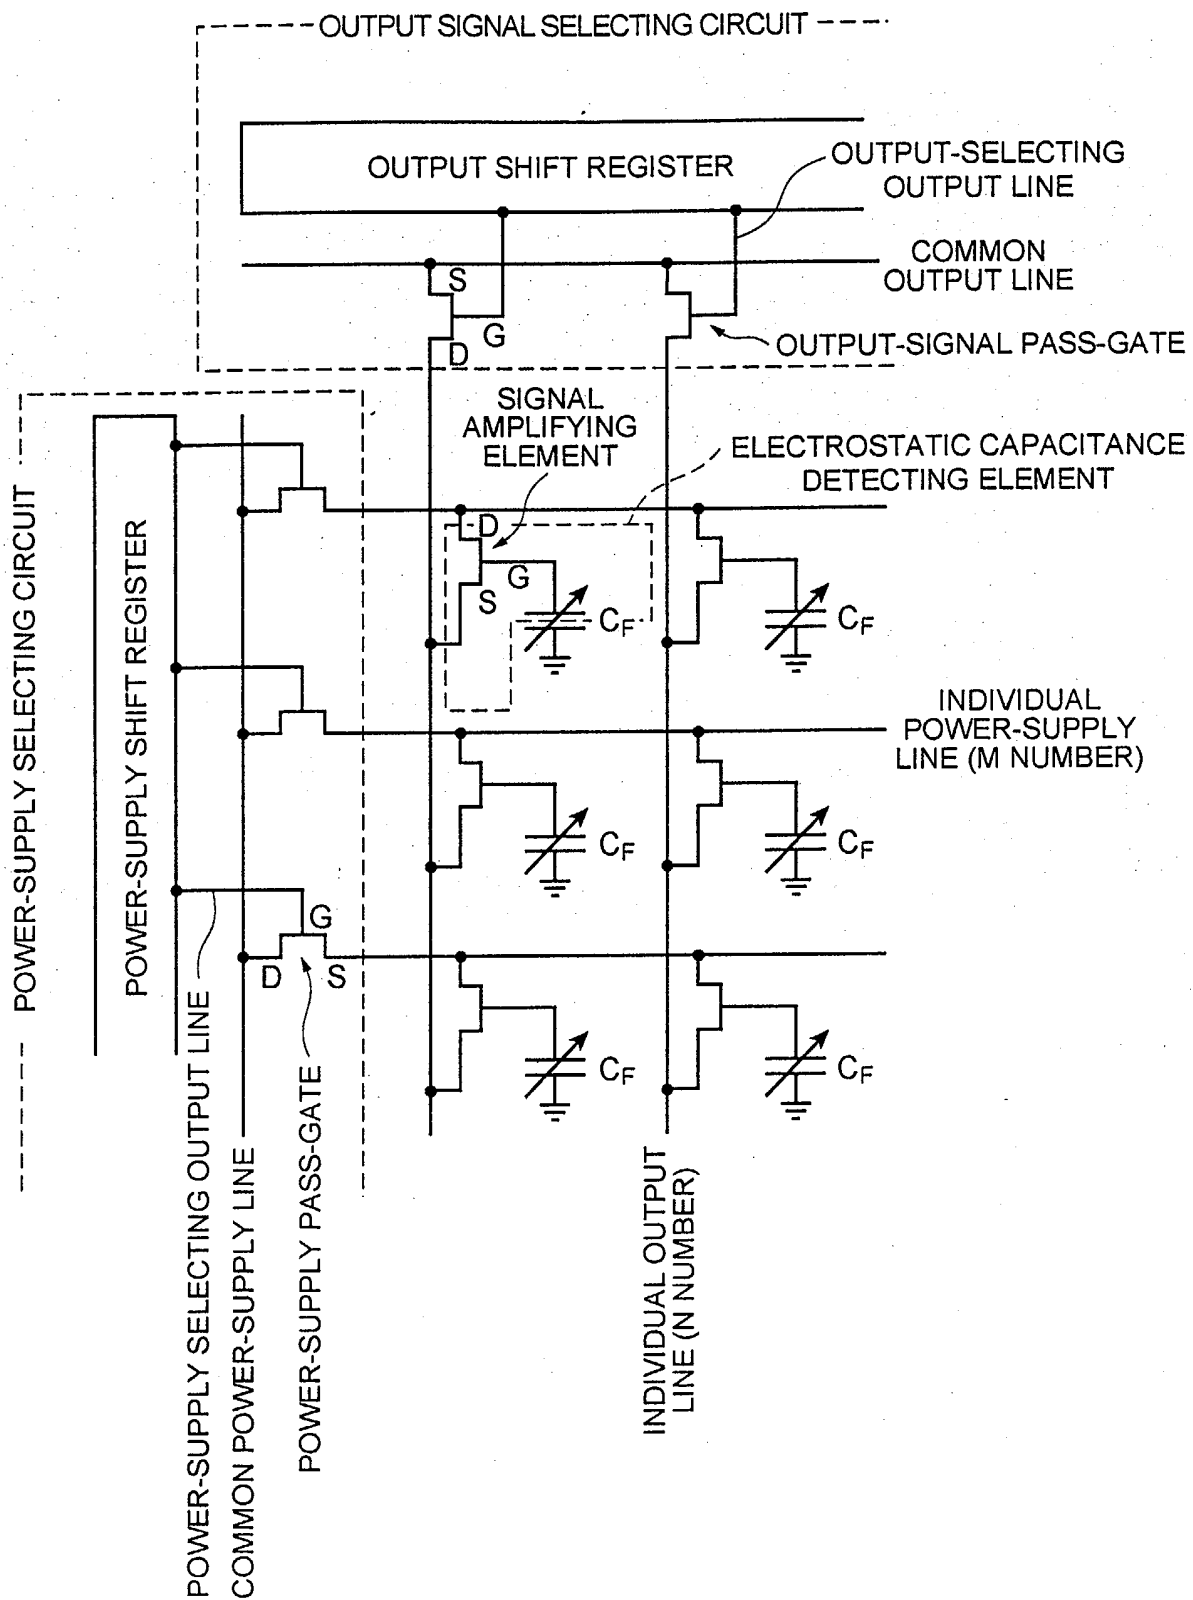 OUTPUT SIGNAL SELECTING CIRCUIT
OUTPUT SHIFT REGISTER
OUTPUT-SELECTING
OUTPUT LINE
COMMON
OUTPUT LINE
S
G
D
OUTPUT-SIGNAL PASS-GATE
SIGNAL
AMPLIFYING
ELEMENT
ELECTROSTATIC CAPACITANCE
DETECTING ELEMENT
POWER-SUPPLY SELECTING CIRCUIT
POWER-SUPPLY SHIFT REGISTER
D
G
S
CF
CF
INDIVIDUAL
POWER-SUPPLY
LINE (M NUMBER)
CF
CF
G
D
S
CF
CF
POWER-SUPPLY SELECTING OUTPUT LINE
COMMON POWER-SUPPLY LINE
POWER-SUPPLY PASS-GATE
INDIVIDUAL OUTPUT
LINE (N NUMBER)